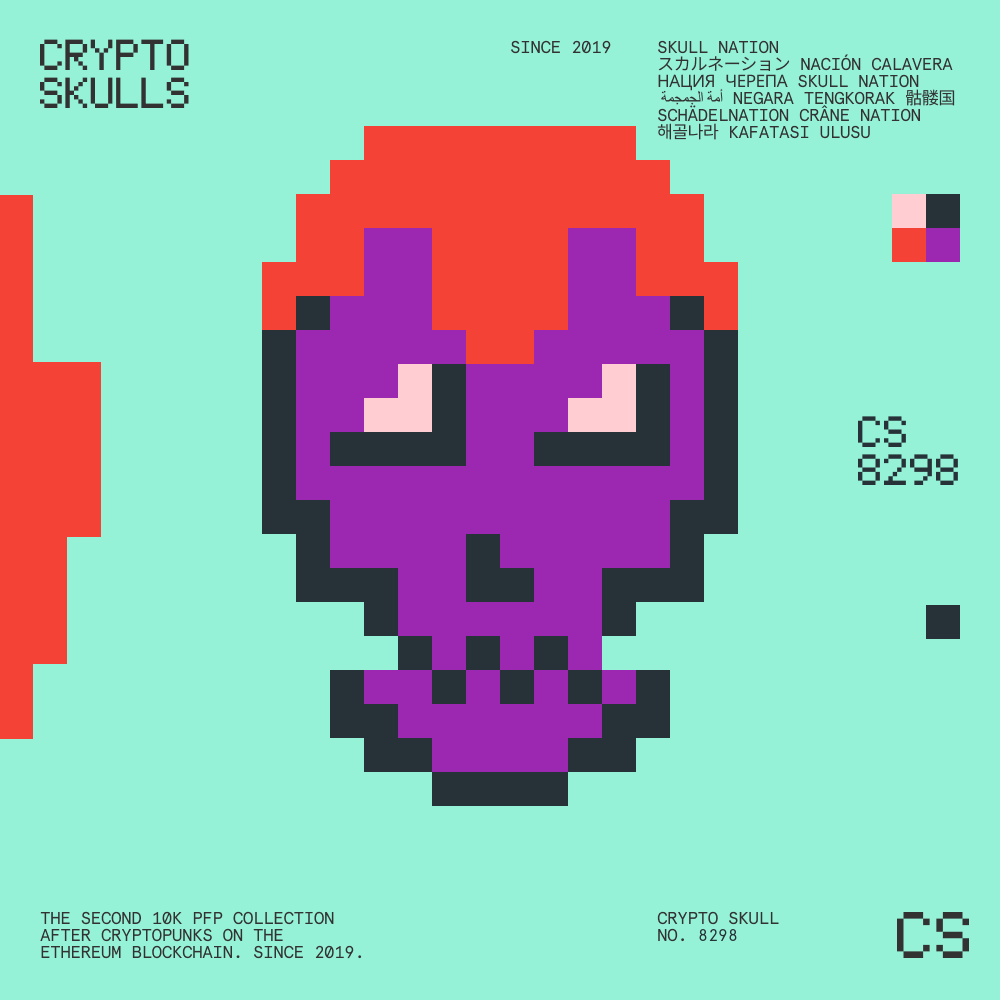 CRYPTO
SKULLS
SINCE 2019
SKULL NATION
スカルネーション NACIÓN CALAVERA
НАЦИЯ ЧЕРЕПА SKULL NATION
أمة الجمجمة NEGARA TENGKORAK 骷髅国
SCHÄDELNATION CRÂNE NATION
해골나라 KAFATASI ULUSU
CS
8298
THE SECOND 10K PFP COLLECTION
AFTER CRYPTOPUNKS ON THE
ETHEREUM BLOCKCHAIN. SINCE 2019.
CRYPTO SKULL
NO. 8298
CS